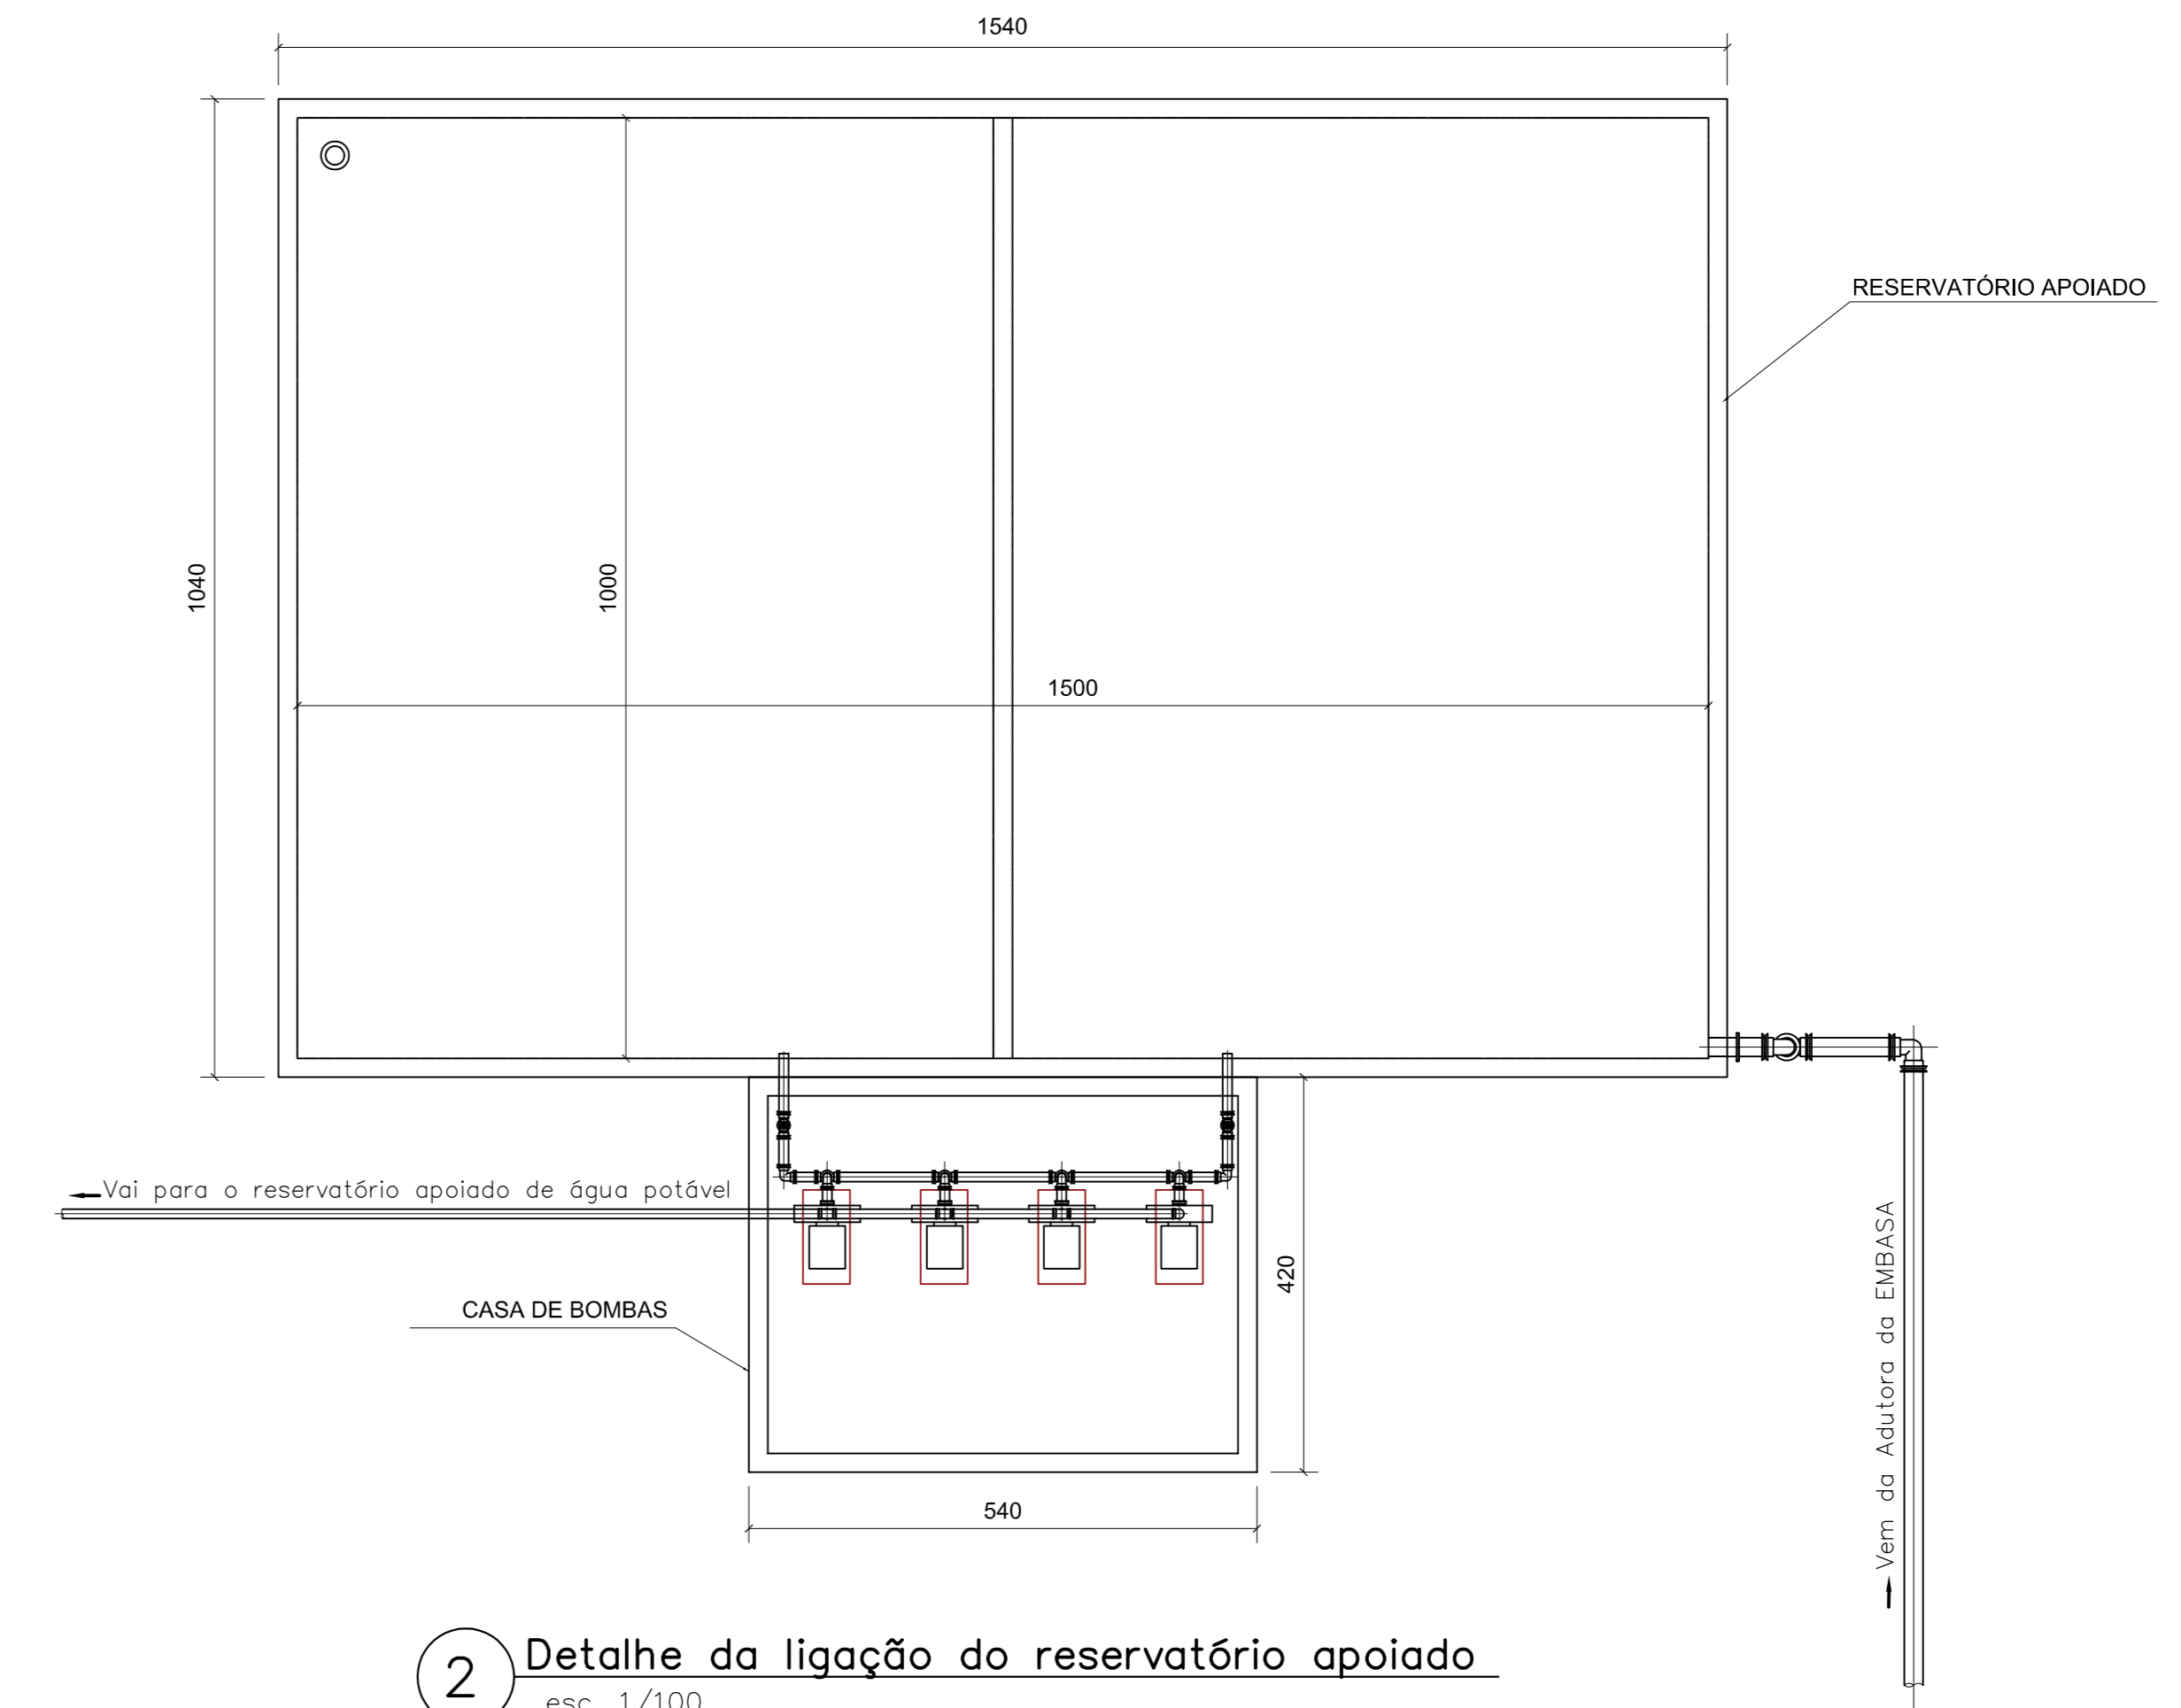 1540
RESERVATÓRIO APOIADO
1040
1000
1500
Vai para o reservatório apoiado de água potável
CASA DE BOMBAS
420
540
Vem da Adutora da EMBASA
2
Detalhe da ligação do reservatório apoiado
esc. 1/100